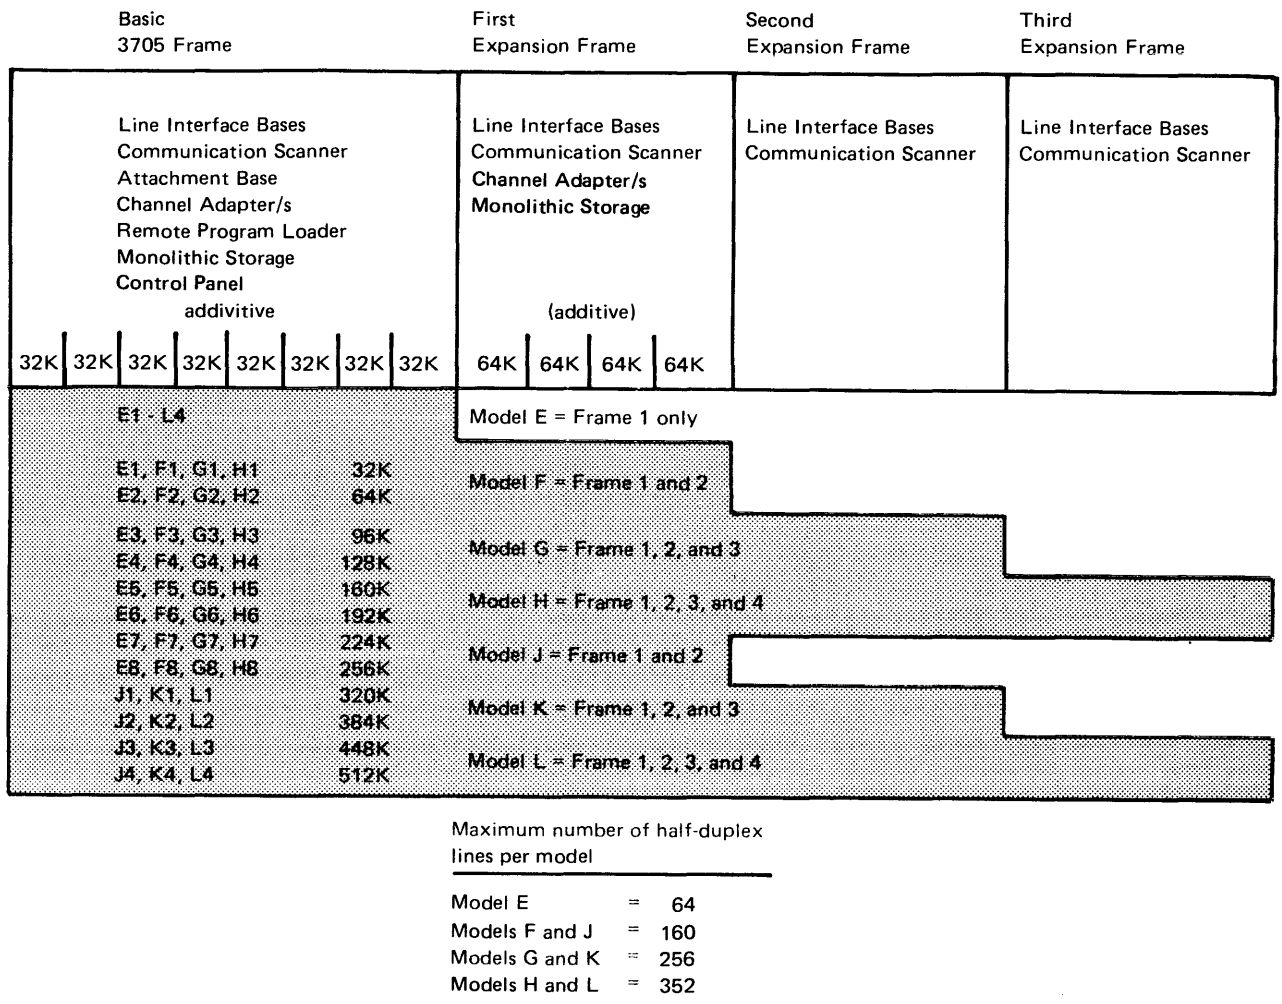 Basic
3705 Frame
First
Expansion Frame
Second
Expansion Frame
Third
Expansion Frame
Line Interface Bases
Communication Scanner
Attachment Base
Channel Adapter/s
Remote Program Loader
Monolithic Storage
Control Panel
addivitive
32K 32K 32K 32K 32K 32K 32K 32K
Line Interface Bases
Communication Scanner
Channel Adapter/s
Monolithic Storage
(additive)
64K 64K 64K 64K
Line Interface Bases
Communication Scanner
Line Interface Bases
Communication Scanner
E1 - L4
E1, F1, G1, H1 32K
E2, F2, G2, H2 64K
E3, F3, G3, H3 96K
E4, F4, G4, H4 128K
E5, F5, G5, H5 160K
E6, F6, G6, H6 192K
E7, F7, G7, H7 224K
E8, F8, G8, H8 256K
J1, K1, L1 320K
J2, K2, L2 384K
J3, K3, L3 448K
J4, K4, L4 512K
Model E = Frame 1 only
Model F = Frame 1 and 2
Model G = Frame 1, 2, and 3
Model H = Frame 1, 2, 3, and 4
Model J = Frame 1 and 2
Model K = Frame 1, 2, and 3
Model L = Frame 1, 2, 3, and 4
Maximum number of half-duplex
lines per model
Model E = 64
Models F and J = 160
Models G and K = 256
Models H and L = 352